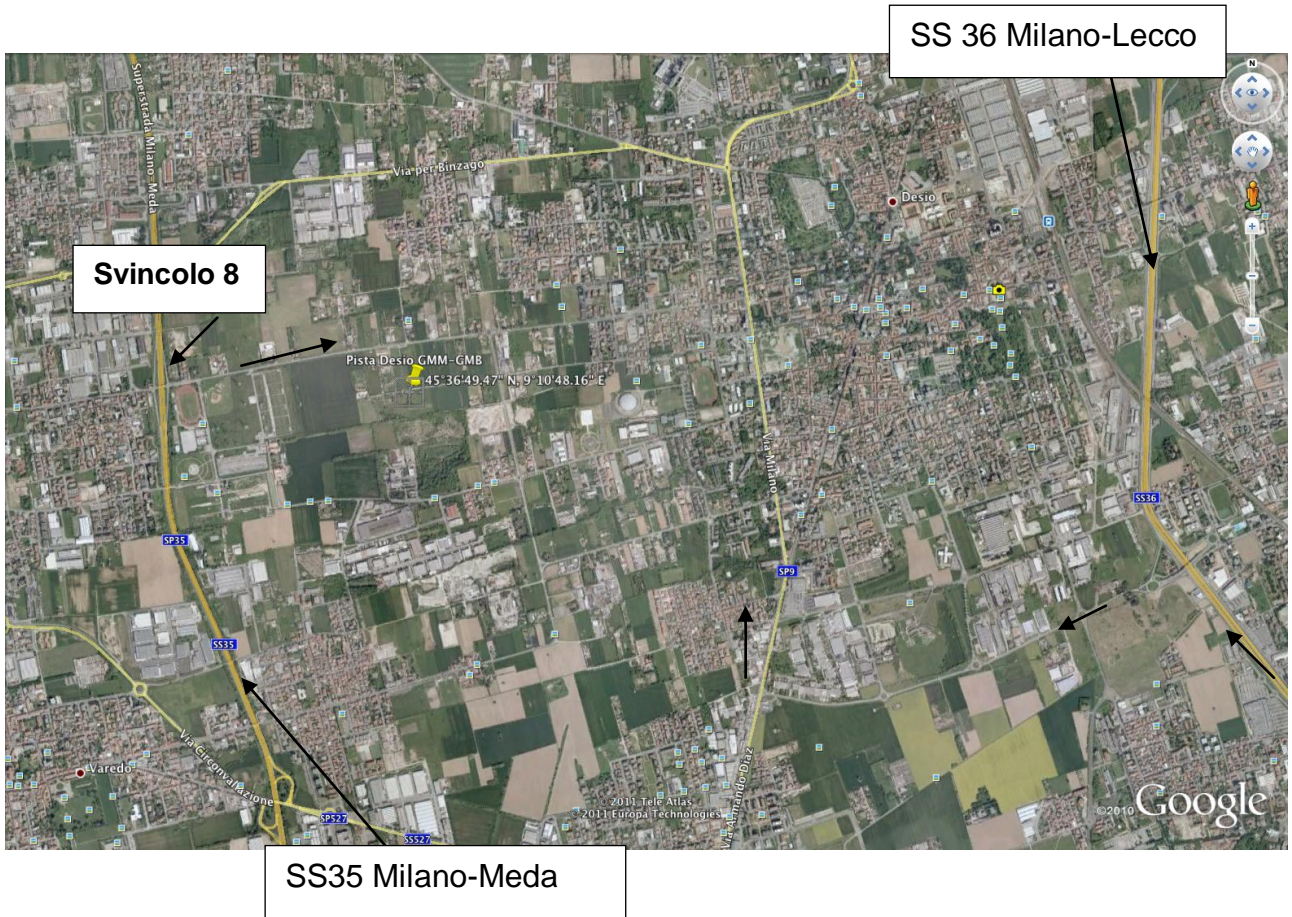 SS 36 Milano-Lecco
N
Superstrada Milano-Meda
Via per Binzago
Desio
Svincolo 8
Pista Desio GMM-GMB
45°36'49.47" N, 9°10'48.16" E
Via Milano
SS36
SP35
SP9
SS35
Varedo
Via Circonvallazione
Via Armando Diaz
© 2011 Tele Atlas
© 2011 Europa Technologies
©2010 Google
SP527
SS527
SS35 Milano-Meda